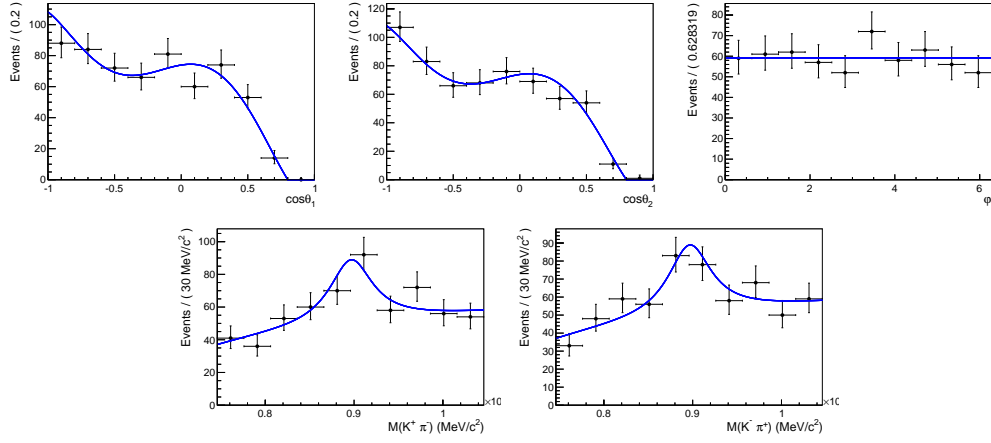 Events / ( 0.2 )
100
80
60
40
20
0
-1 -0.5 0 0.5 1
cosθ1
Events / ( 0.2 )
120
100
80
60
40
20
0
-1 -0.5 0 0.5 1
cosθ2
Events / ( 0.628319 )
80
70
60
50
40
30
20
10
0
0 2 4 6
φ
Events / ( 30 MeV/c²)
100
80
60
40
20
0
0.8 0.9 1
×10
M(K⁺ π⁻) (MeV/c²)
Events / ( 30 MeV/c²)
90
80
70
60
50
40
30
20
10
0
0.8 0.9 1
×10
M(K⁻ π⁺) (MeV/c²)